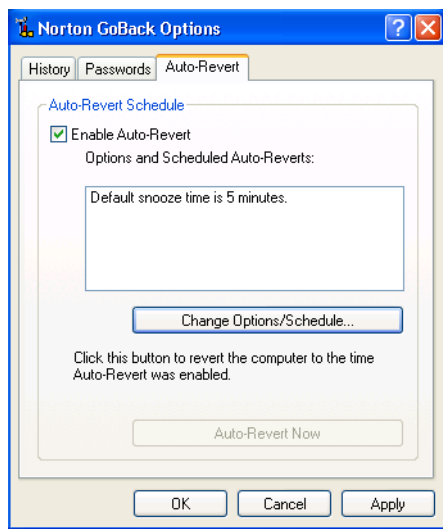 Norton GoBack Options
?
X
History Passwords Auto-Revert
Auto-Revert Schedule
Enable Auto-Revert
Options and Scheduled Auto-Reverts:
Default snooze time is 5 minutes.
Change Options/Schedule...
Click this button to revert the computer to the time
Auto-Revert was enabled.
Auto-Revert Now
OK Cancel Apply